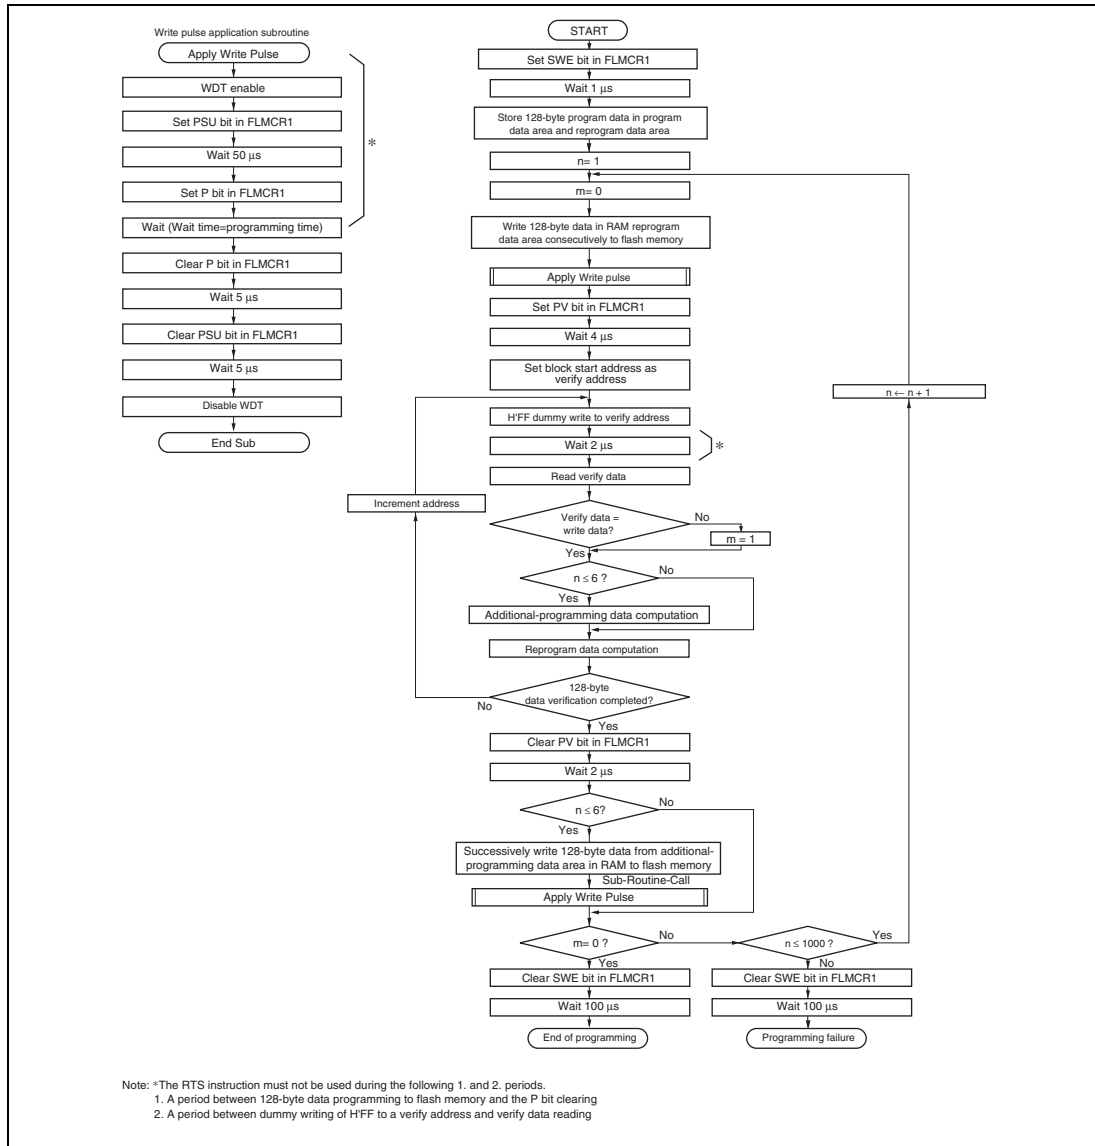 Write pulse application subroutine
Apply Write Pulse
WDT enable
Set PSU bit in FLMCR1
Wait 50 μs
Set P bit in FLMCR1
Wait (Wait time=programming time)
Clear P bit in FLMCR1
Wait 5 μs
Clear PSU bit in FLMCR1
Wait 5 μs
Disable WDT
End Sub
*
START
Set SWE bit in FLMCR1
Wait 1 μs
Store 128-byte program data in program
data area and reprogram data area
n= 1
m= 0
Write 128-byte data in RAM reprogram
data area consecutively to flash memory
Apply Write pulse
Set PV bit in FLMCR1
Wait 4 μs
Set block start address as
verify address
n ← n + 1
H'FF dummy write to verify address
Wait 2 μs
*
Read verify data
Increment address
Verify data =
write data?
No
m = 1
Yes
n ≤ 6 ?
No
Yes
Additional-programming data computation
Reprogram data computation
128-byte
data verification completed?
No
Yes
Clear PV bit in FLMCR1
Wait 2 μs
n ≤ 6?
No
Yes
Successively write 128-byte data from additional-
programming data area in RAM to flash memory
Sub-Routine-Call
Apply Write Pulse
m= 0 ?
No
n ≤ 1000 ?
Yes
Yes
No
Clear SWE bit in FLMCR1
Clear SWE bit in FLMCR1
Wait 100 μs
Wait 100 μs
End of programming
Programming failure
Note: *The RTS instruction must not be used during the following 1. and 2. periods.
1. A period between 128-byte data programming to flash memory and the P bit clearing
2. A period between dummy writing of H'FF to a verify address and verify data reading